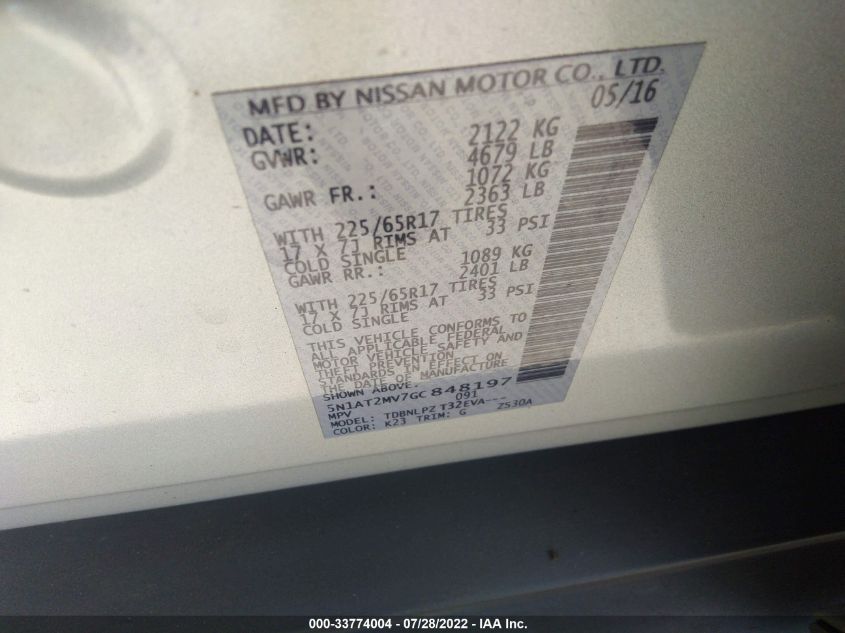 MFD BY NISSAN MOTOR CO., LTD.
DATE: 05/16
GVWR: 2122 KG
4679 LB
GAWR FR.: 1072 KG
2363 LB
WITH 225/65R17 TIRES
17 X 7J RIMS AT 33 PSI
COLD SINGLE
GAWR RR.: 1089 KG
2401 LB
WITH 225/65R17 TIRES
17 X 7J RIMS AT 33 PSI
COLD SINGLE
THIS VEHICLE CONFORMS TO
ALL APPLICABLE FEDERAL
MOTOR VEHICLE SAFETY AND
THEFT PREVENTION
STANDARDS IN EFFECT ON
THE DATE OF MANUFACTURE
SHOWN ABOVE.
5N1AT2MV7GC848197
MPV 091
MODEL: TDBNLPZ T32EVA---
COLOR: K23 TRIM: G ZS30A
000-33774004 - 07/28/2022 - IAA Inc.